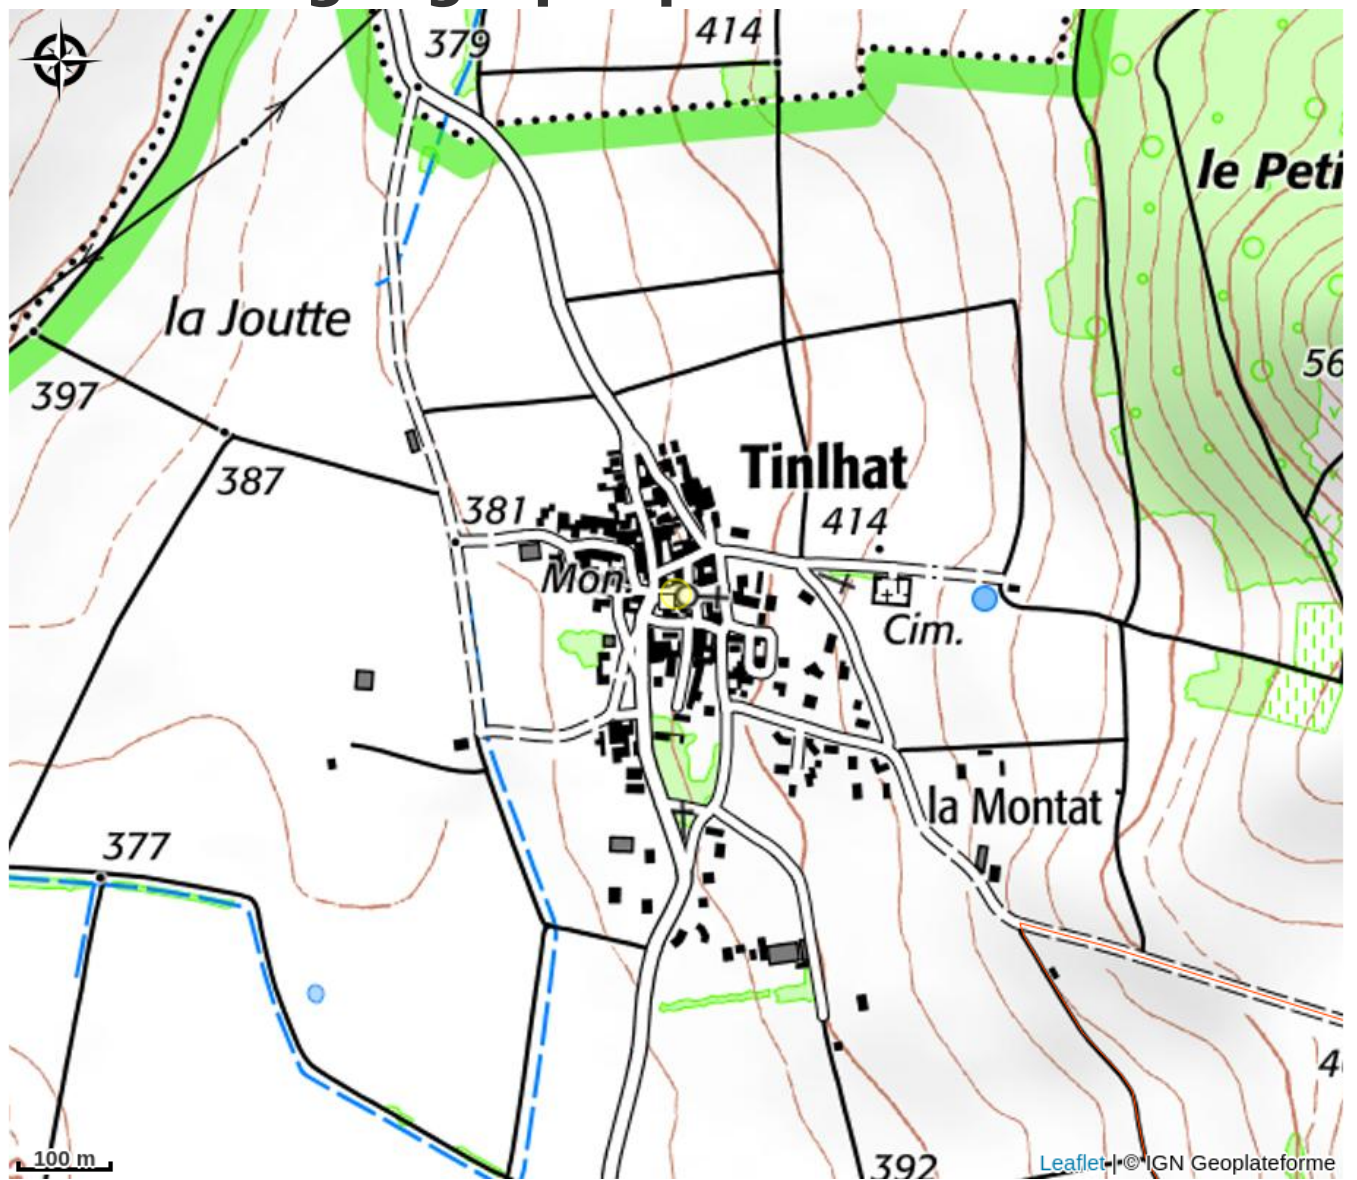 379
414
le Peti
la Joutte
56
397
Tinlhat
387
381
414
Mon.
Cim.
la Montat
377
40
392
100 m
Leaflet | © IGN Geoplateforme